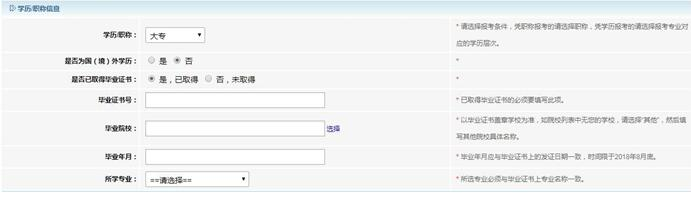 学历/职称信息
学历/职称： 大专 * 请选择报考条件，凭职称报考的请选择职称，凭学历报考的请选择报考专业对
应的学历层次。
是否为国（境）外学历： 是 否 *
是否已取得毕业证书： 是，已取得 否，未取得 *
毕业证书号： * 已取得毕业证书的必须要填写此项。
毕业院校： 选择 * 以毕业证书盖章学校为准，如院校列表中无您的学校，请选择“其他”，然后填
写其他院校具体名称。
毕业年月： * 毕业年月应与毕业证书上的发证日期一致，时间限于2018年8月底。
所学专业： ==请选择== * 所选专业必须与毕业证书上专业名称一致。